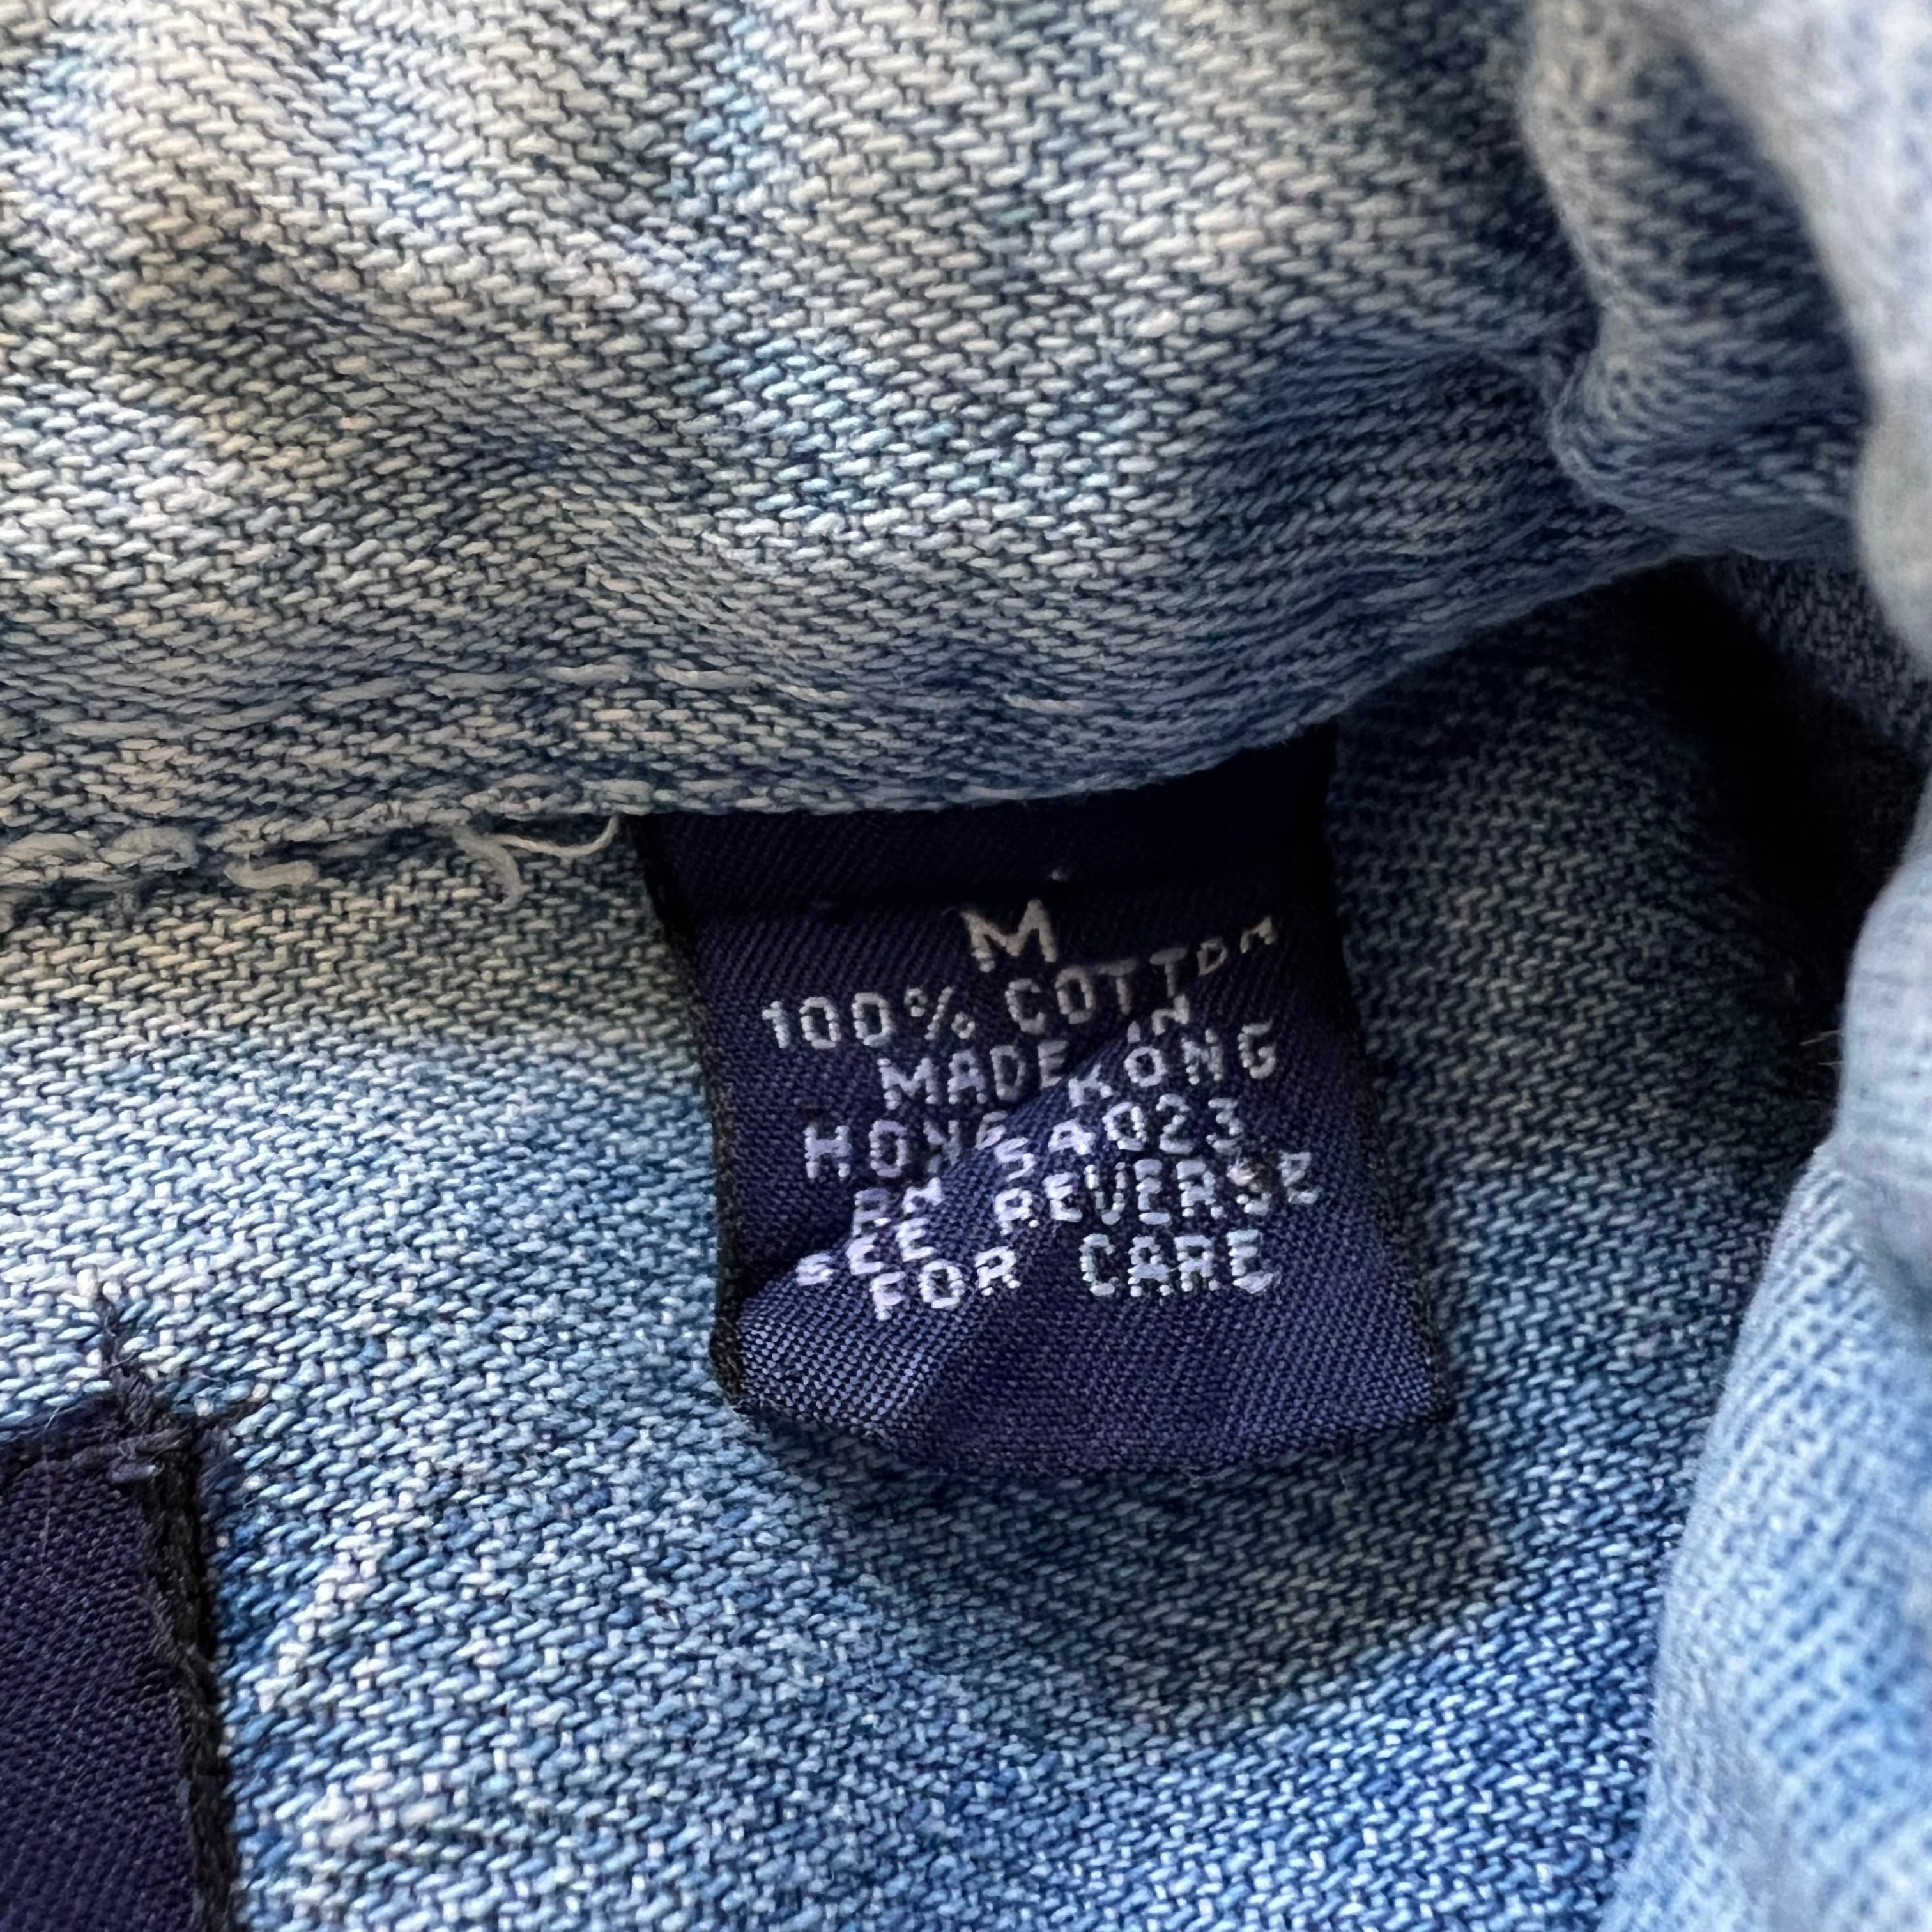 M
100% COTTON
MADE IN
HONG KONG
RN 54023
SEE REVERSE
FOR CARE